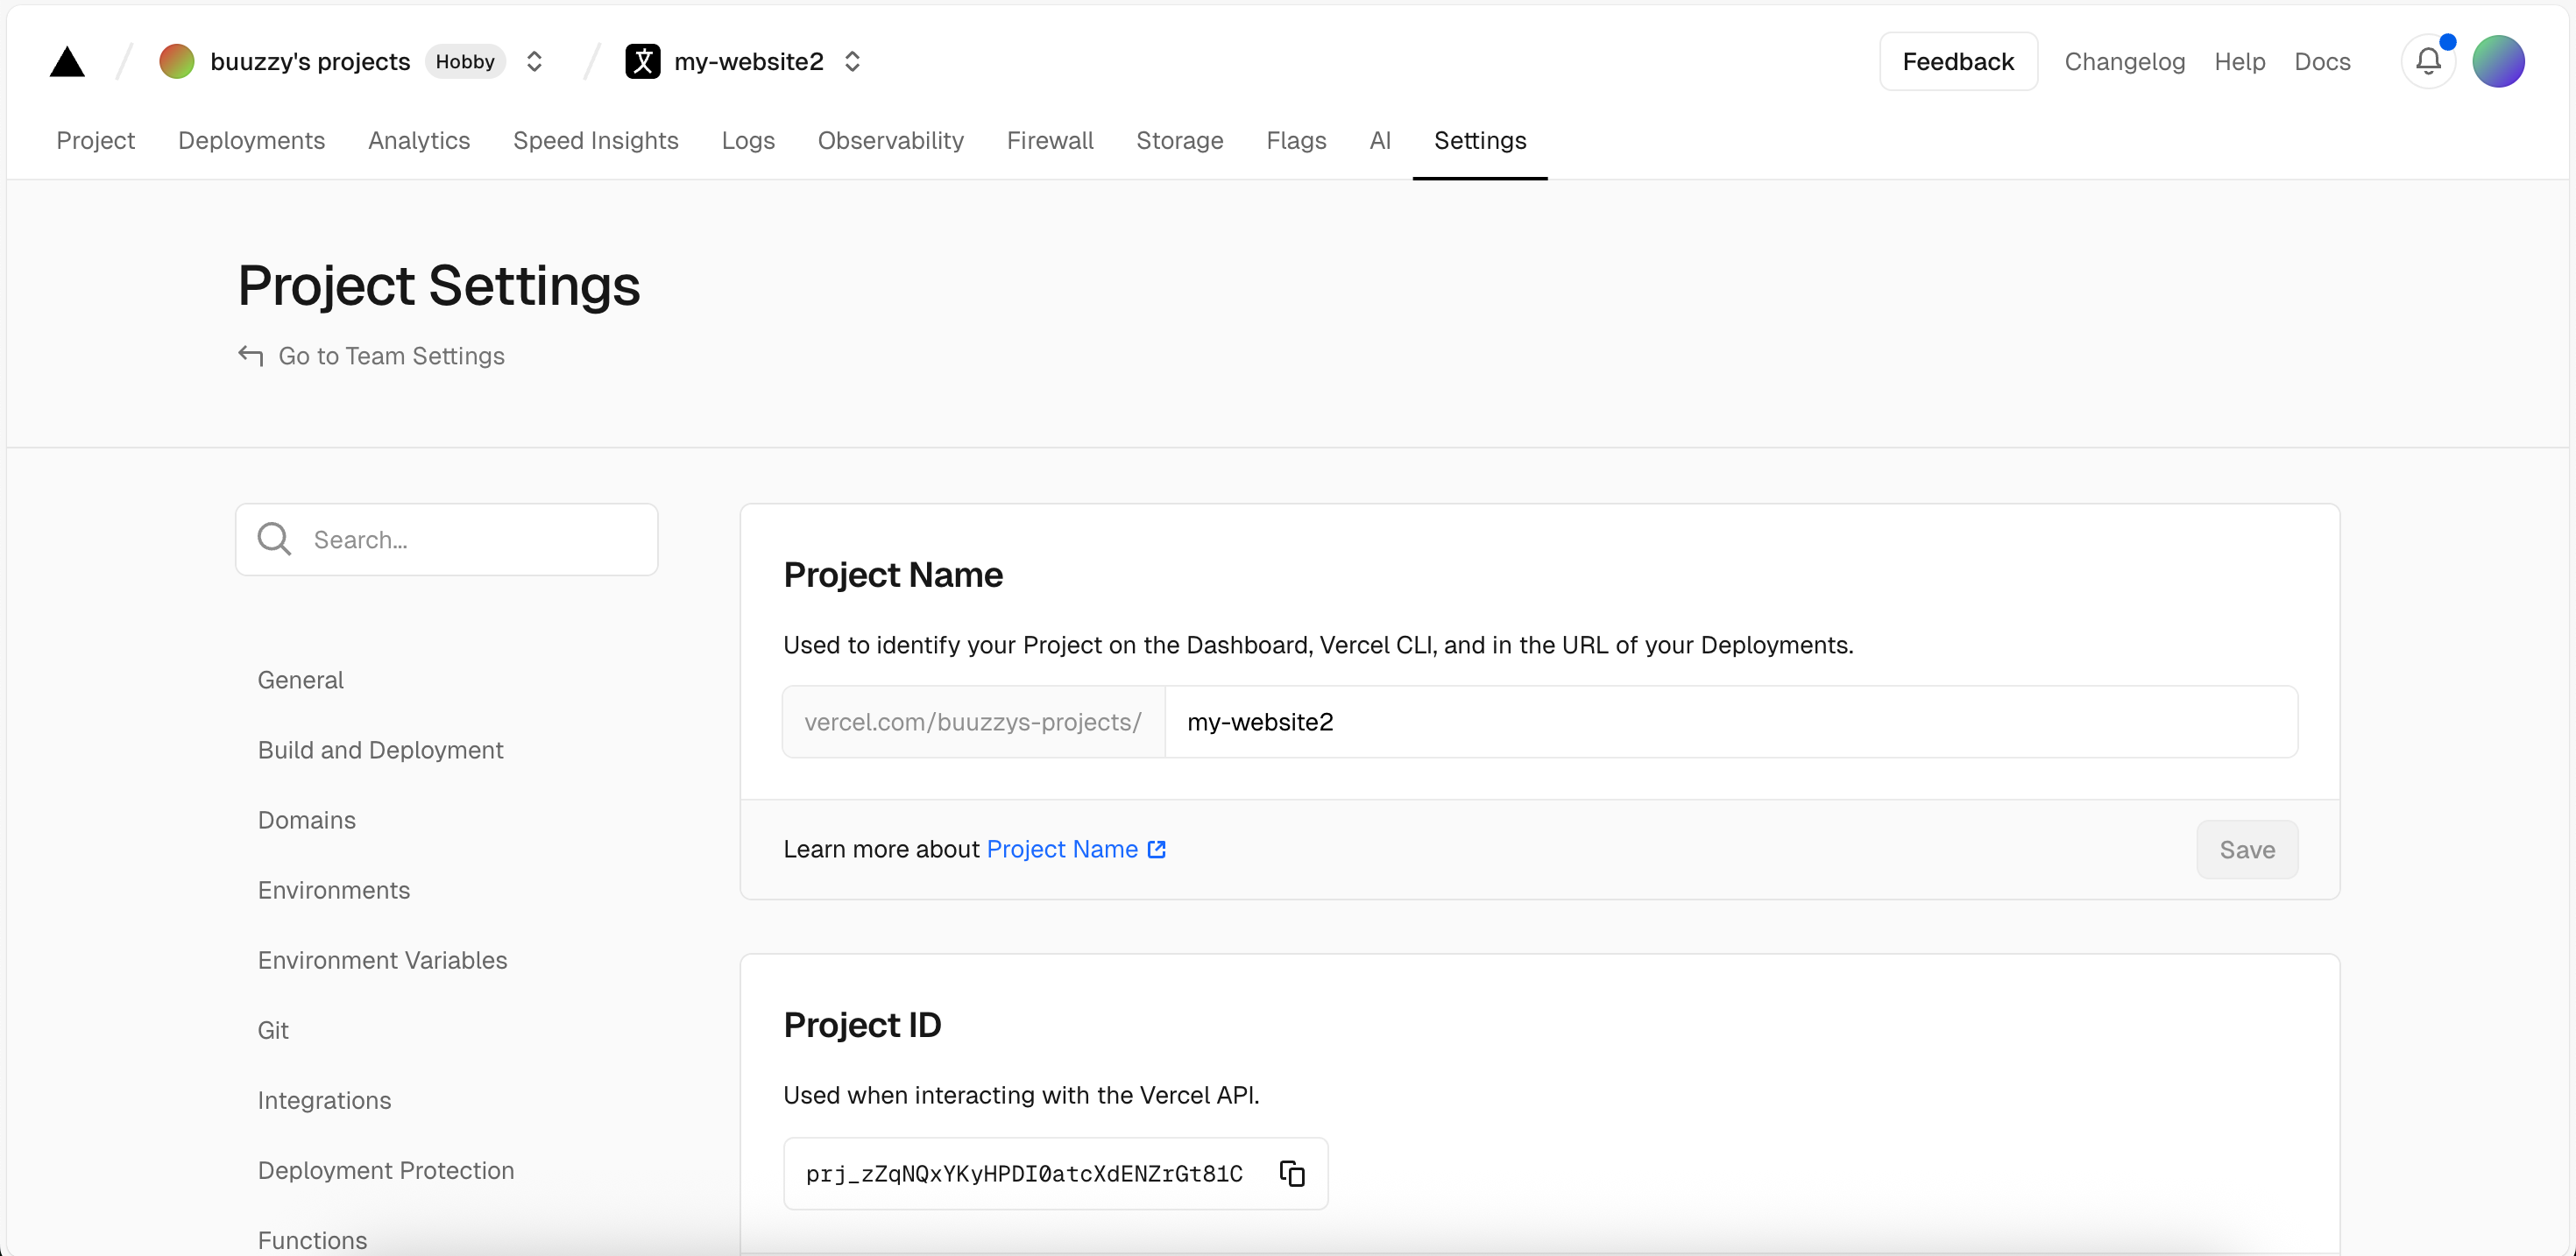 buuzzy's projects Hobby 文 my-website2 Feedback Changelog Help Docs
Project Deployments Analytics Speed Insights Logs Observability Firewall Storage Flags AI Settings
Project Settings
Go to Team Settings
Search...
General
Build and Deployment
Domains
Environments
Environment Variables
Git
Integrations
Deployment Protection
Functions
Project Name
Used to identify your Project on the Dashboard, Vercel CLI, and in the URL of your Deployments.
vercel.com/buuzzys-projects/ my-website2
Learn more about Project Name Save
Project ID
Used when interacting with the Vercel API.
prj_zZqNQxYKyHPDI0atcXdENZrGt81C